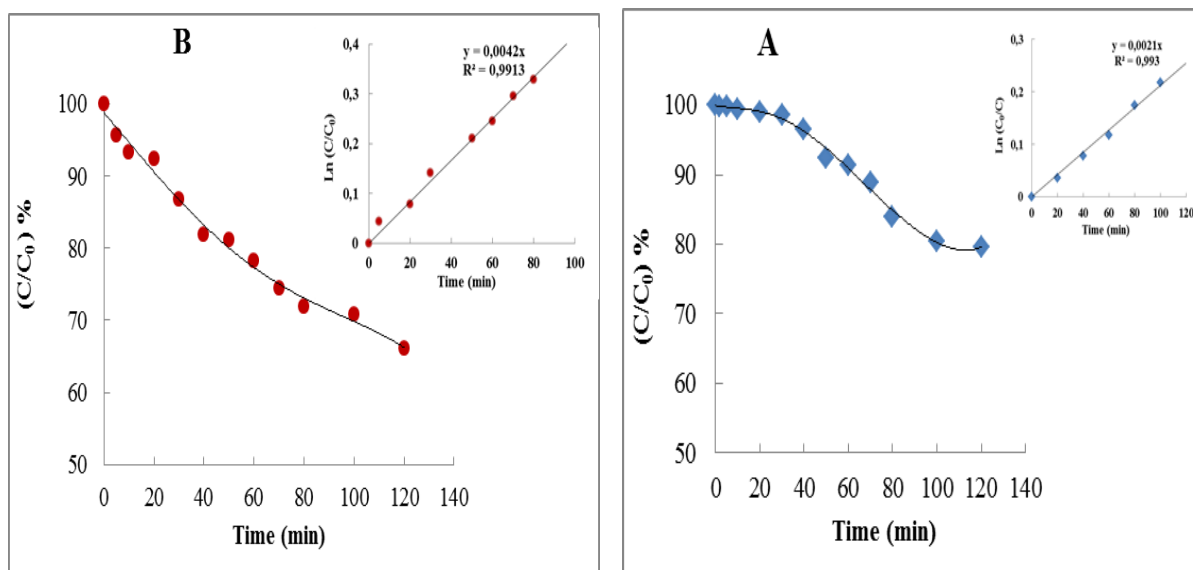 B
(C/C₀) %
100
90
80
70
60
50
0 20 40 60 80 100 120 140
Time (min)
Ln (C/C₀)
0,4
0,3
0,2
0,1
0
0 20 40 60 80 100
Time (min)
y = 0,0042x
R² = 0,9913
A
(C/C₀) %
100
90
80
70
60
50
0 20 40 60 80 100 120 140
Time (min)
Ln (C₀/C)
0,3
0,2
0,1
0
0 20 40 60 80 100 120
Time (min)
y = 0,0021x
R² = 0,993